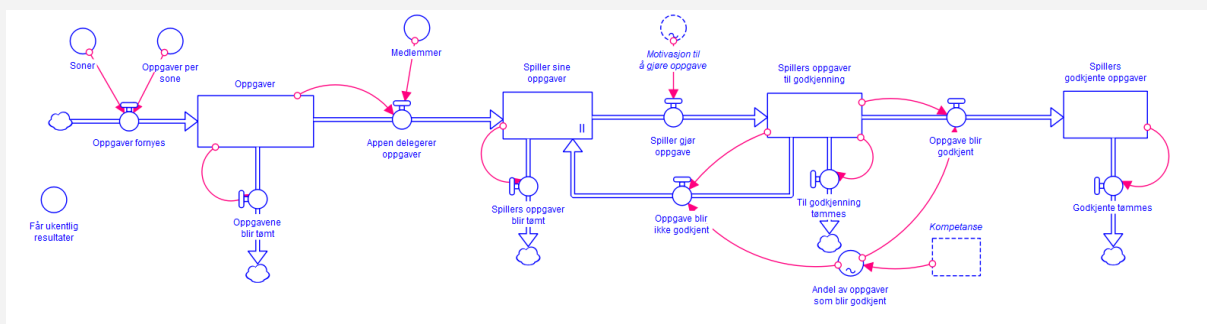 Soner
Oppgaver per
sone
Oppgaver
Medlemmer
Spiller sine
oppgaver
Motivasjon til
å gjøre oppgave
Spillers oppgaver
til godkjenning
Spillers
godkjente oppgaver
Oppgaver fornyes
Appen delegerer
oppgaver
Spiller gjør
oppgave
Oppgave blir
godkjent
Får ukentlig
resultater
Oppgavene
blir tømt
Spillers oppgaver
blir tømt
Oppgave blir
ikke godkjent
Til godkjenning
tømmes
Godkjente tømmes
Kompetanse
Andel av oppgaver
som blir godkjent